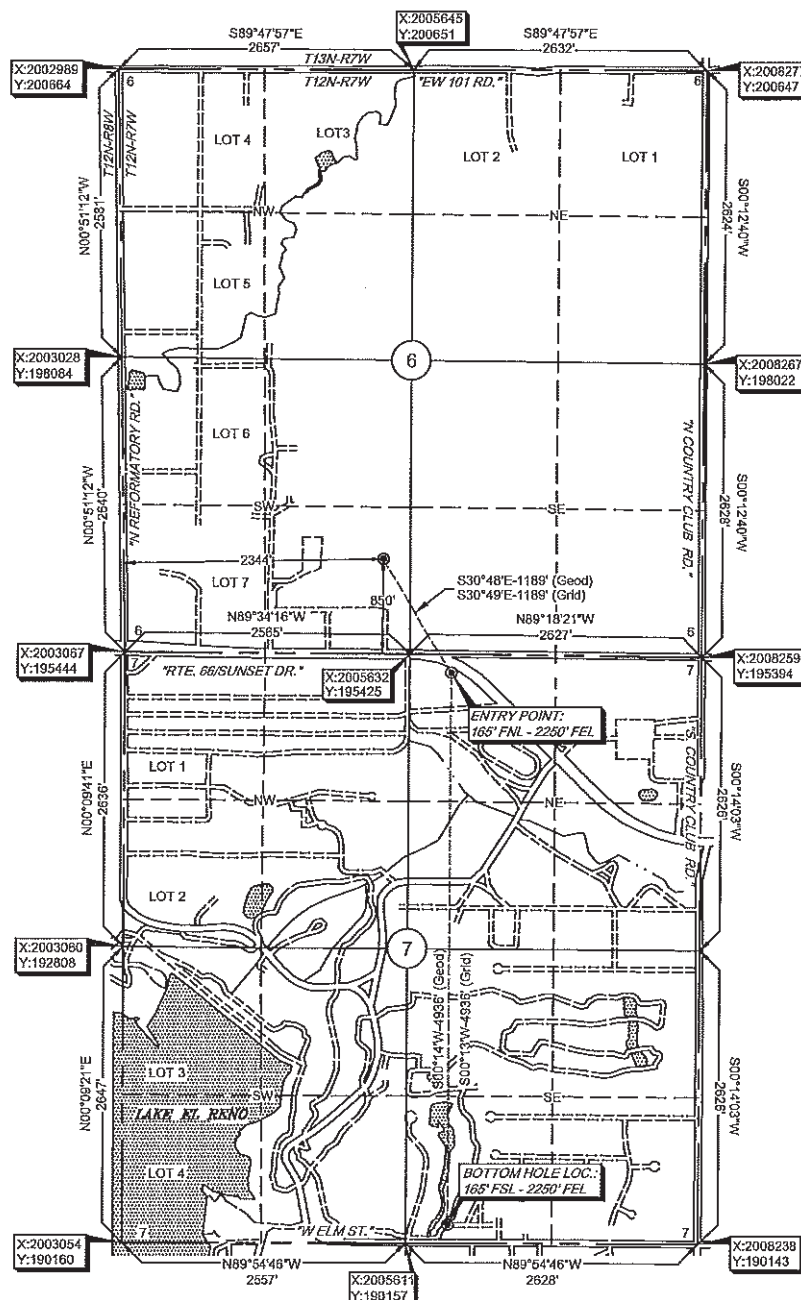 X:2005645
Y:200651
S89°47'57"E
2657'
S89°47'57"E
2632'
T13N-R7W
T12N-R7W
"EW 101 RD."
X:2002989
Y:200664
6
6
Y:200647
T12N-R8W
T12N-R7W
LOT 4
LOT3
LOT 2
LOT 1
N00°51'12"W
2581'
S00°12'40"W
2624'
NW
NE
LOT 5
X:2003028
Y:198084
6
X:2008267
Y:198022
"N REFORMATORY RD."
"N COUNTRY CLUB RD."
LOT 6
N00°51'12"W
2640'
S00°12'40"W
2628'
SW
SE
2344'
LOT 7
850'
S30°48'E-1189' (Geod)
S30°49'E-1189' (Grid)
N89°34'16"W
2565'
N89°18'21"W
2627'
6
6
X:2003067
Y:195444
7
"RTE. 66/SUNSET DR."
X:2005632
Y:195425
7
X:2008259
Y:195394
ENTRY POINT:
165' FNL - 2250' FEL
LOT 1
"S. COUNTRY CLUB RD."
N00°09'41"E
2636'
S00°14'03"W
2626'
NW
NE
LOT 2
X:2003060
Y:192808
7
S00°14'W-4936' (Geod)
S00°13'W-4936' (Grid)
LOT 3
N00°09'21"E
2647'
S00°14'03"W
2626'
SW
SE
LAKE EL RENO
LOT 4
BOTTOM HOLE LOC.:
165' FSL - 2250' FEL
7
"W ELM ST."
7
X:2003054
Y:190160
N89°54'46"W
2557'
X:2005611
Y:190157
N89°54'46"W
2628'
X:2008238
Y:190143